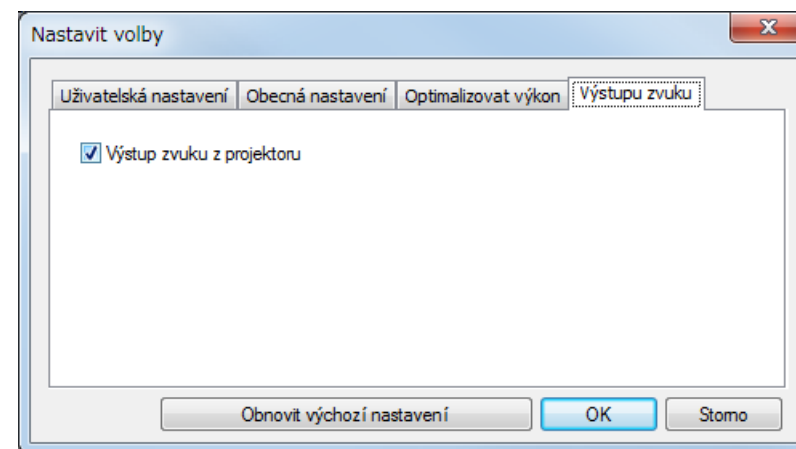 Nastavit volby
Uživatelská nastavení Obecná nastavení Optimalizovat výkon Výstupu zvuku
Výstup zvuku z projektoru
Obnovit výchozí nastavení OK Storno